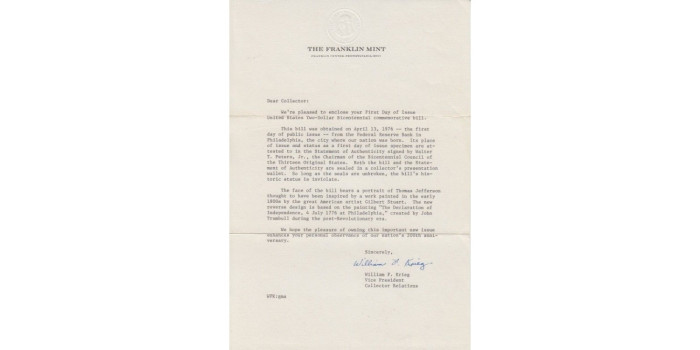 THE FRANKLIN MINT
FRANKLIN CENTER, PENNSYLVANIA
Dear Collector:
We're pleased to enclose your First Day of Issue
United States Two-Dollar Bicentennial commemorative bill.
This bill was obtained on April 13, 1976 -- the first
day of public issue -- from the Federal Reserve Bank in
Philadelphia, the city where our nation was born. Its place
of issue and status as a first day of issue specimen are at-
tested to in the Statement of Authenticity signed by Walter
T. Peters, Jr., the Chairman of the Bicentennial Council of
the Thirteen Original States. Both the bill and the State-
ment of Authenticity are sealed in a collector's presentation
wallet. So long as the seals are unbroken, the bill's his-
toric status is inviolate.
The face of the bill bears a portrait of Thomas Jefferson
thought to have been inspired by a work painted in the early
1800s by the great American artist Gilbert Stuart. The new
reverse design is based on the painting "The Declaration of
Independence, 4 July 1776 at Philadelphia," created by John
Trumbull during the post-Revolutionary era.
We hope the pleasure of owning this important new issue
enhances your personal observance of our nation's 200th anni-
versary.
Sincerely,
William F. Krieg
William F. Krieg
Vice President
Collector Relations
WFK: